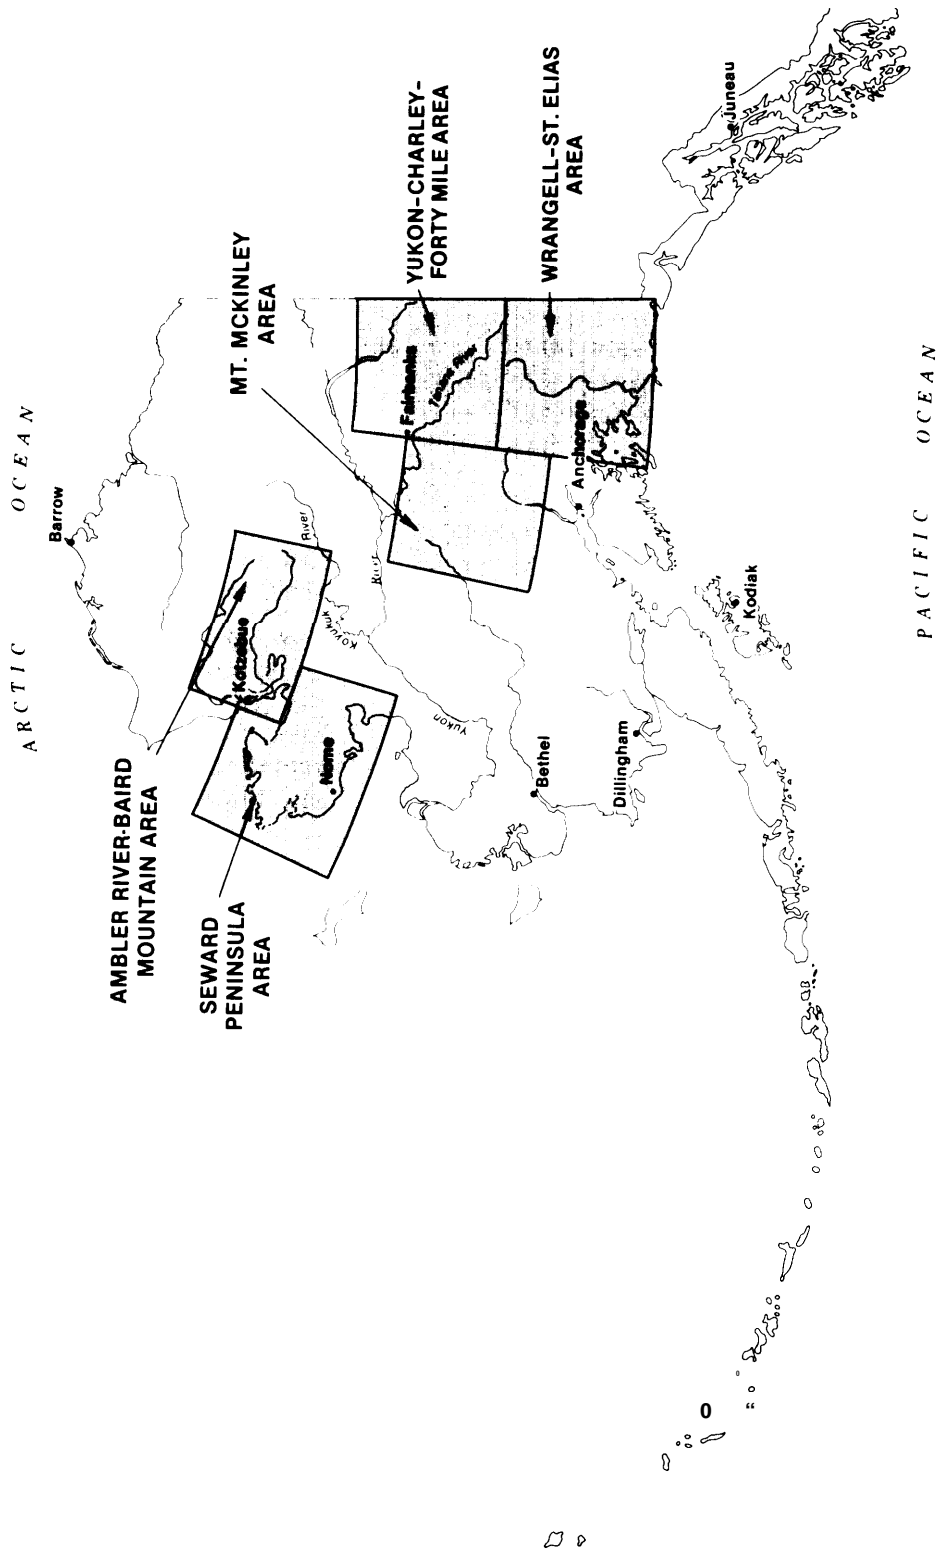 ARCTIC OCEAN
Barrow
AMBLER RIVER-BAIRD
MOUNTAIN AREA
Kotzebue
SEWARD
PENINSULA
AREA
Nome
MT. MCKINLEY
AREA
River
Koyukuk
River
Yukon
YUKON-CHARLEY-
FORTY MILE AREA
Fairbanks
Tanana River
WRANGELL-ST. ELIAS
AREA
Anchorage
Bethel
Dillingham
Kodiak
Juneau
PACIFIC OCEAN
0 “